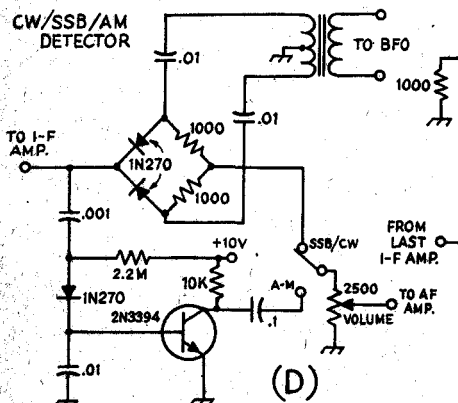 CW/SSB/AM
DETECTOR
.01
TO BFO
1000
.01
TO I-F
AMP.
1N270
1000
1000
.001
FROM
LAST
I-F AMP.
SSB/CW
+10V
2.2M
10K
A-M
2500
VOLUME
TO AF
AMP.
1N270
2N3394
.1
.01
(D)